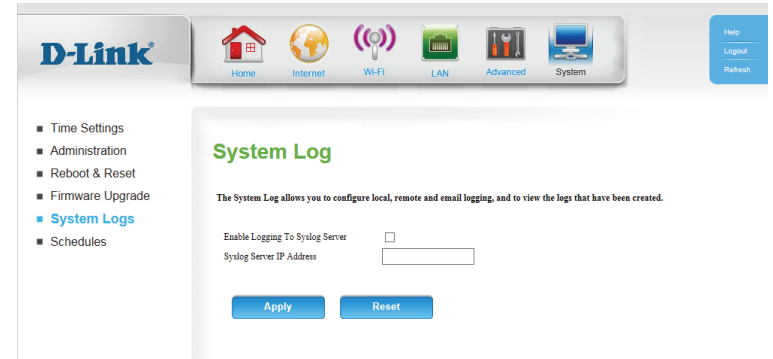 D-Link®
Home Internet Wi-Fi LAN Advanced System
Help
Logout
Refresh
Time Settings
Administration
Reboot & Reset
Firmware Upgrade
System Logs
Schedules
System Log
The System Log allows you to configure local, remote and email logging, and to view the logs that have been created.
Enable Logging To Syslog Server
Syslog Server IP Address
Apply Reset